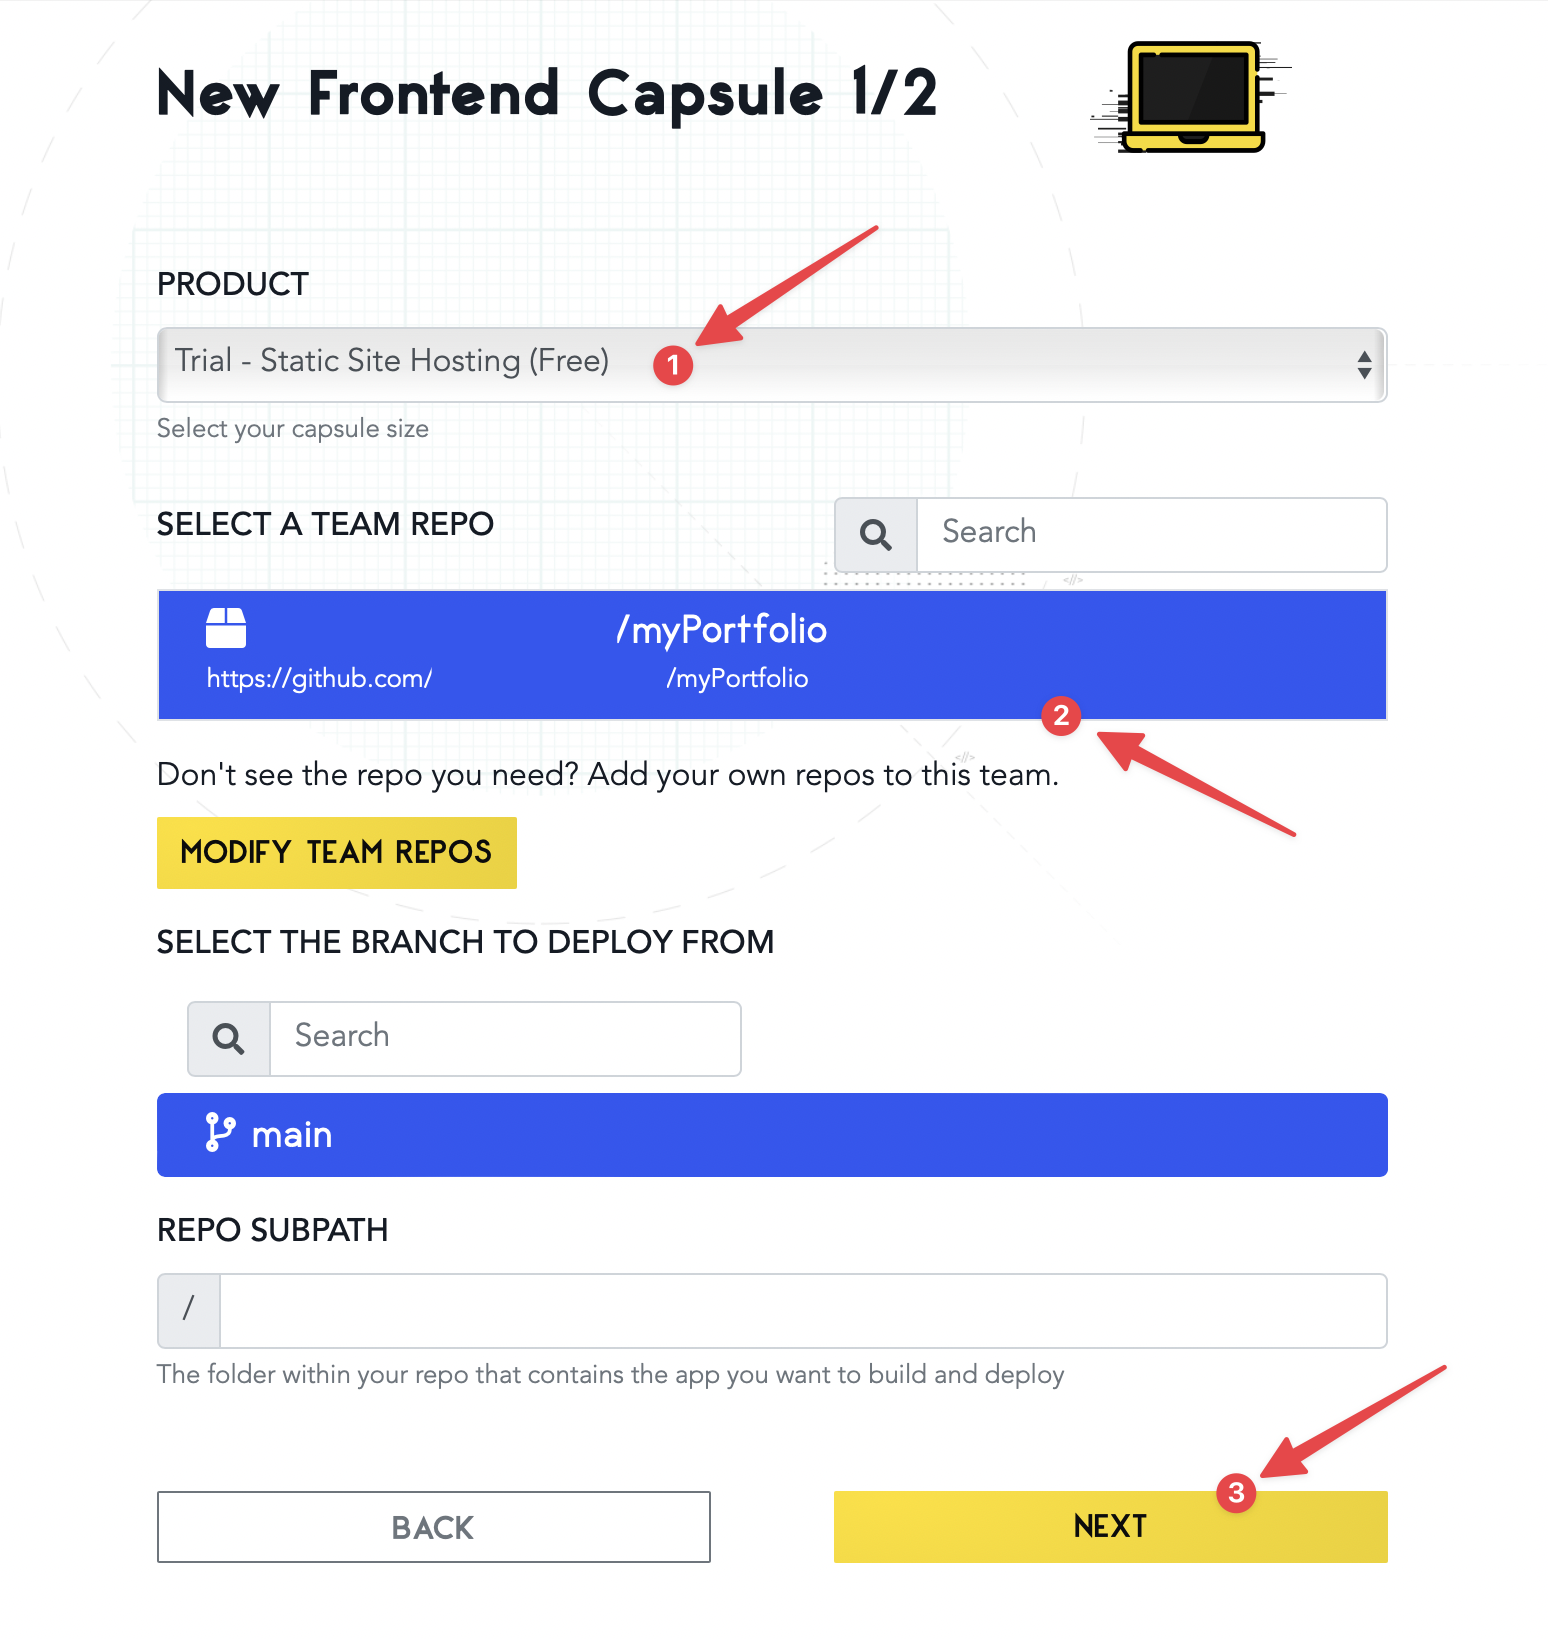 New Frontend Capsule 1/2
PRODUCT
Trial - Static Site Hosting (Free)
1
Select your capsule size
SELECT A TEAM REPO
Search
/myPortfolio
https://github.com/ /myPortfolio
2
Don't see the repo you need? Add your own repos to this team.
MODIFY TEAM REPOS
SELECT THE BRANCH TO DEPLOY FROM
Search
main
REPO SUBPATH
/
The folder within your repo that contains the app you want to build and deploy
3
BACK
NEXT